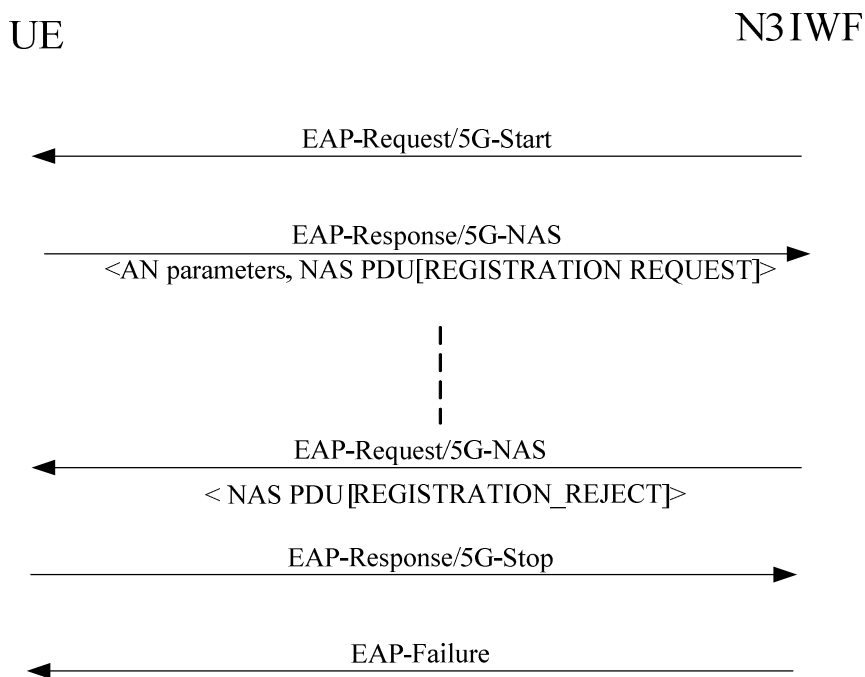 UE
N3IWF
EAP-Request/5G-Start
EAP-Response/5G-NAS
<AN parameters, NAS PDU[REGISTRATION REQUEST]>
EAP-Request/5G-NAS
< NAS PDU[REGISTRATION_REJECT]>
EAP-Response/5G-Stop
EAP-Failure